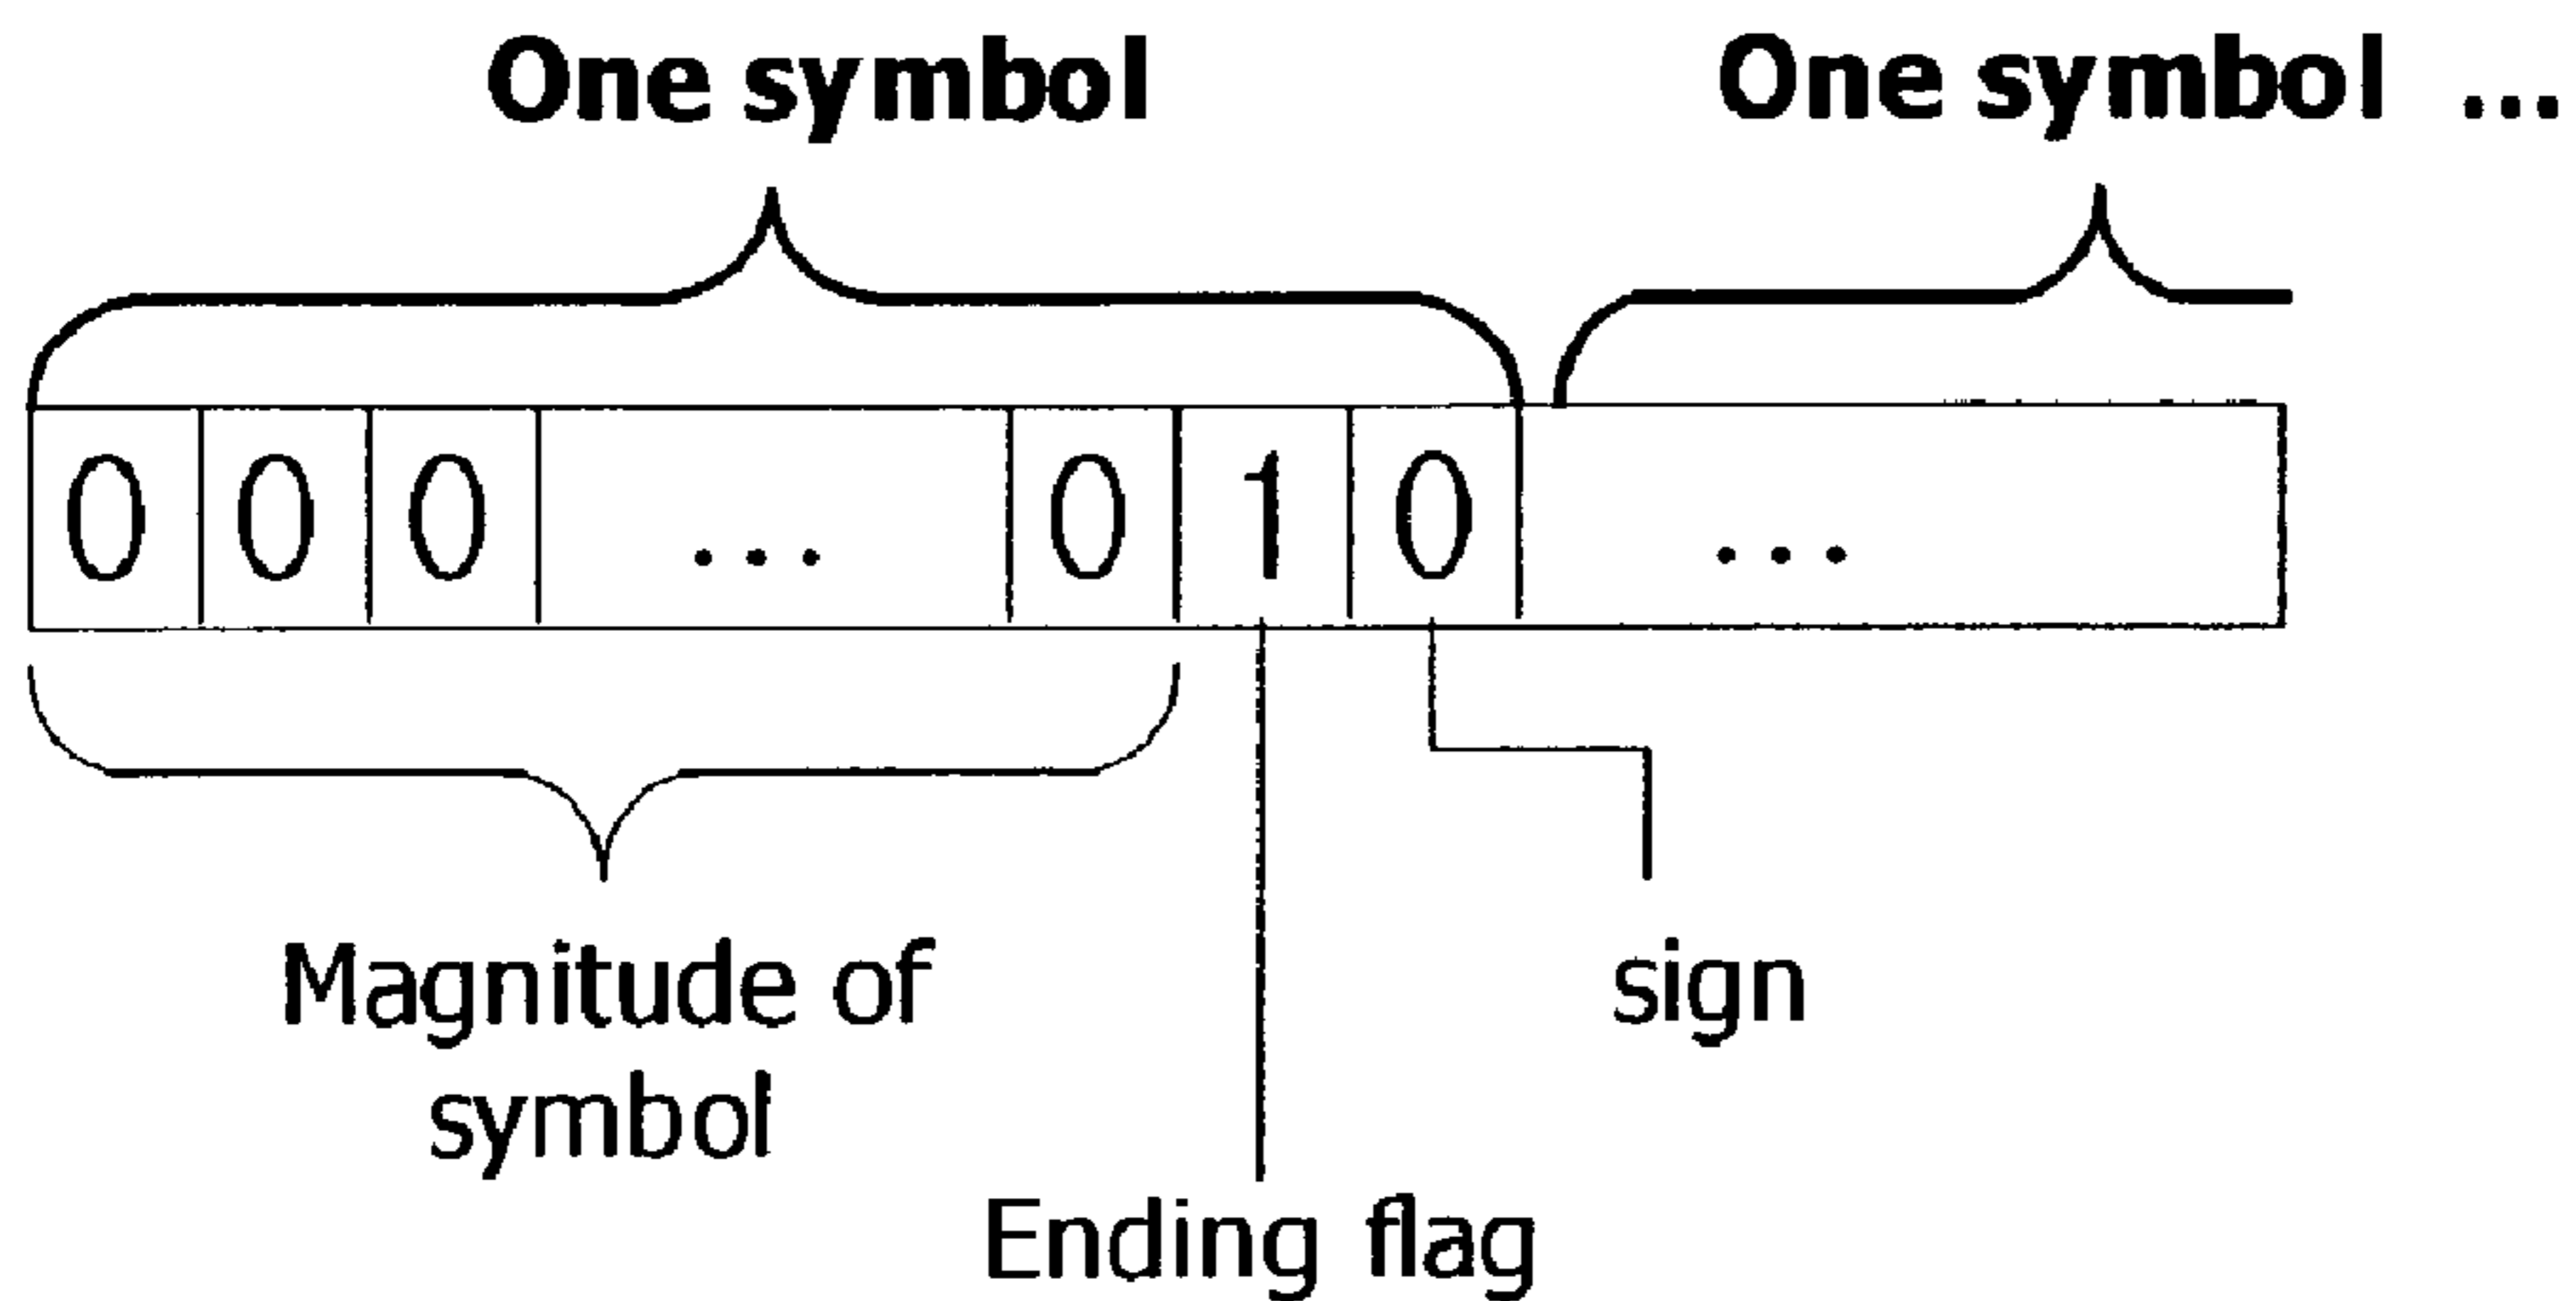 One symbol One symbol ...
0 0 0 ... 0 1 0 ...
Magnitude of
symbol
sign
Ending flag